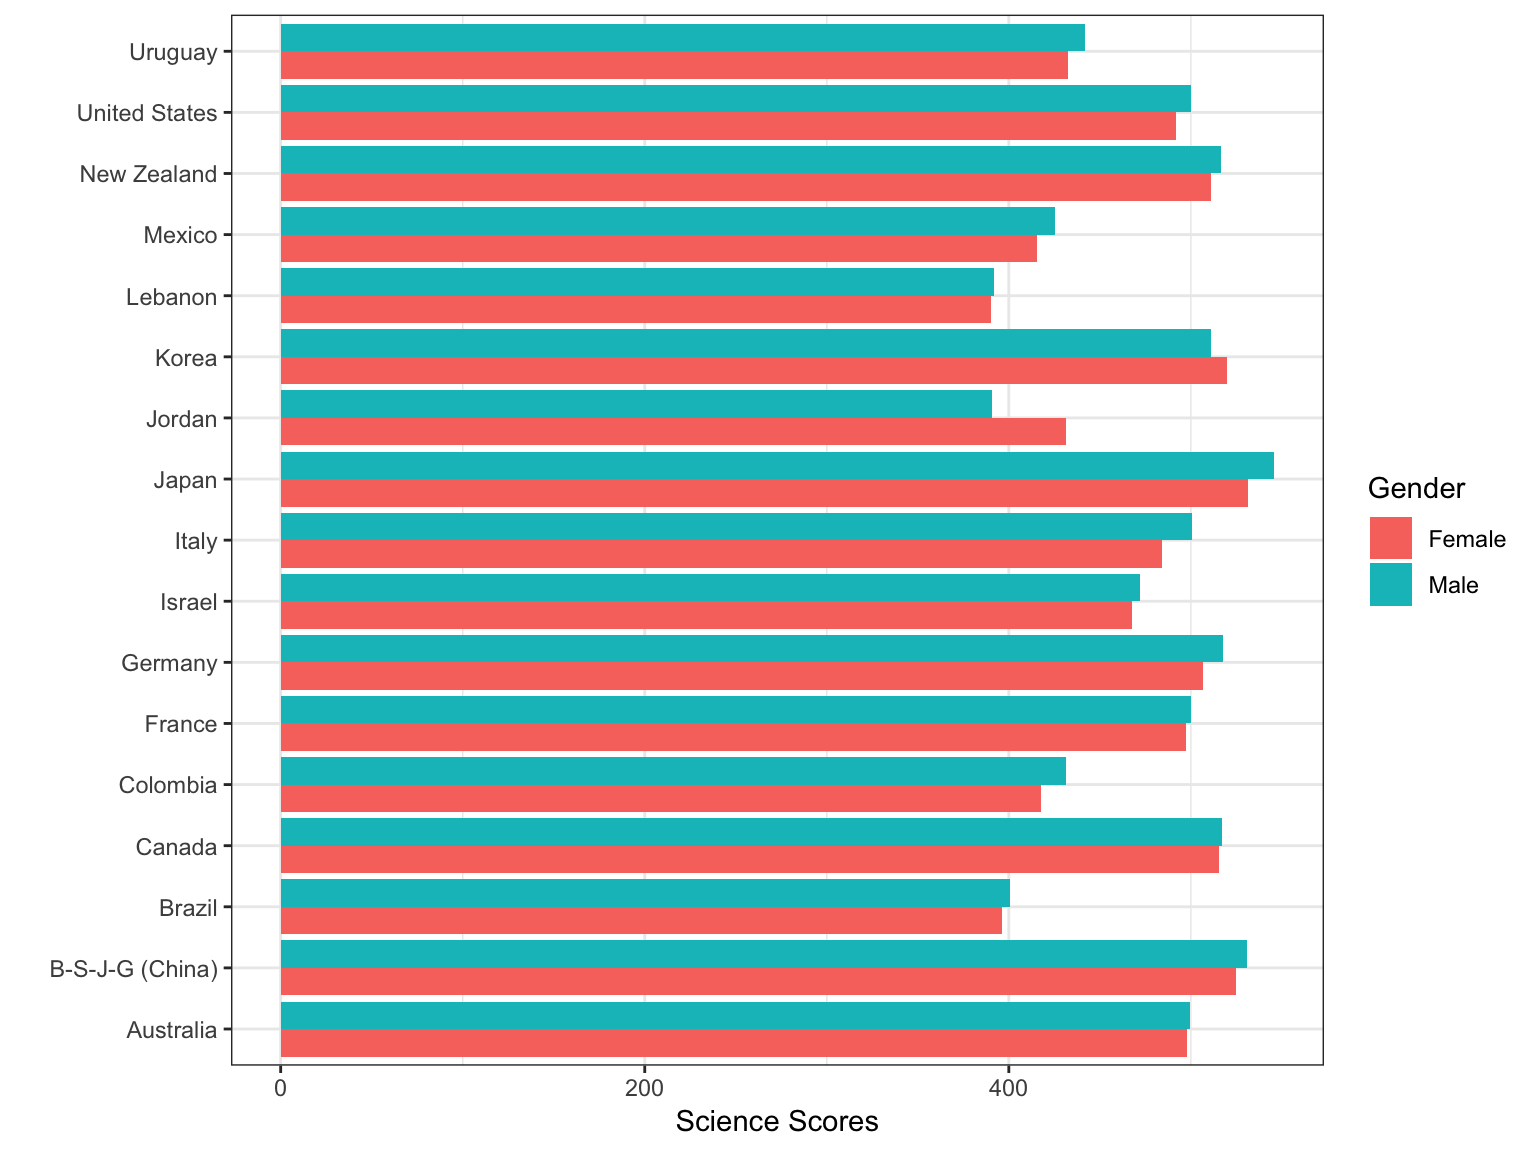 Uruguay
United States
New Zealand
Mexico
Lebanon
Korea
Jordan
Japan
Italy
Israel
Germany
France
Colombia
Canada
Brazil
B-S-J-G (China)
Australia
0 200 400
Science Scores
Gender
Female
Male